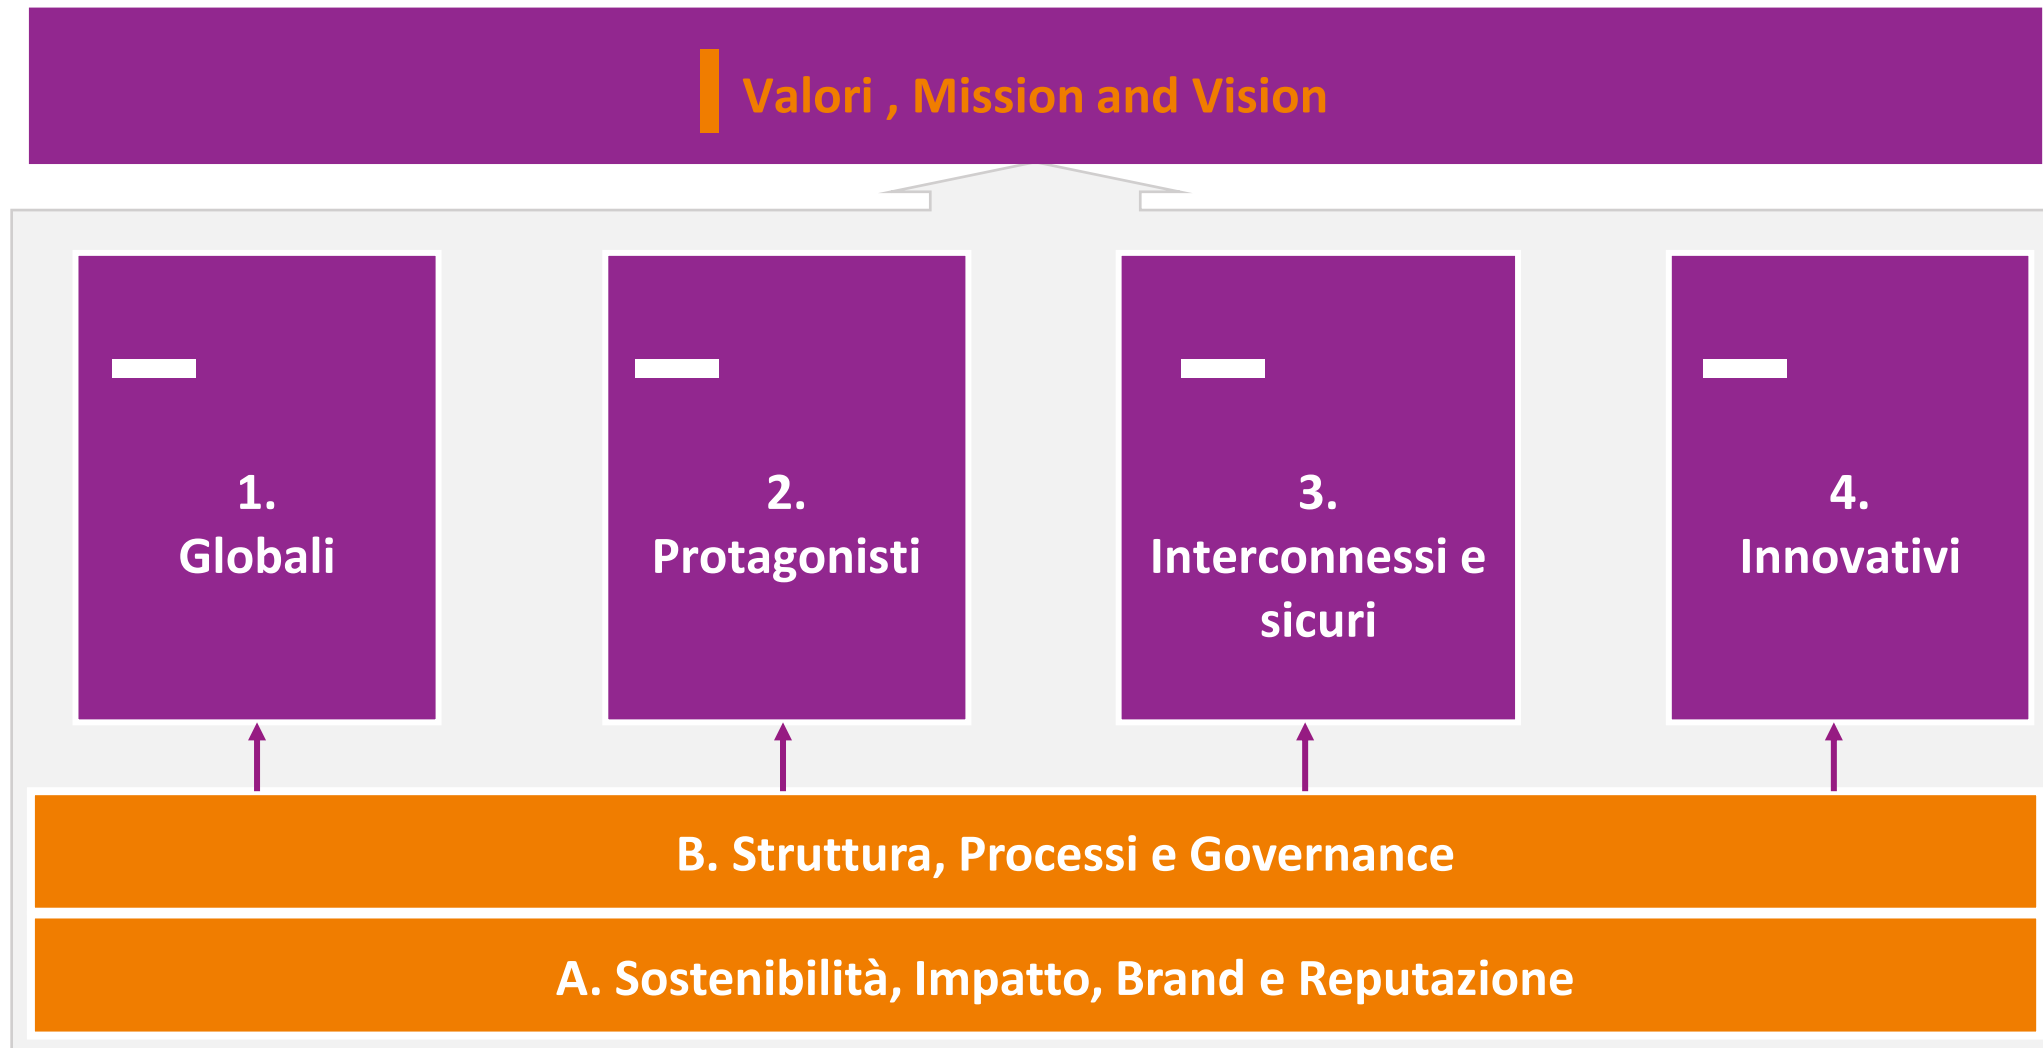 Valori , Mission and Vision
1.
Globali
2.
Protagonisti
3.
Interconnessi e
sicuri
4.
Innovativi
B. Struttura, Processi e Governance
A. Sostenibilità, Impatto, Brand e Reputazione